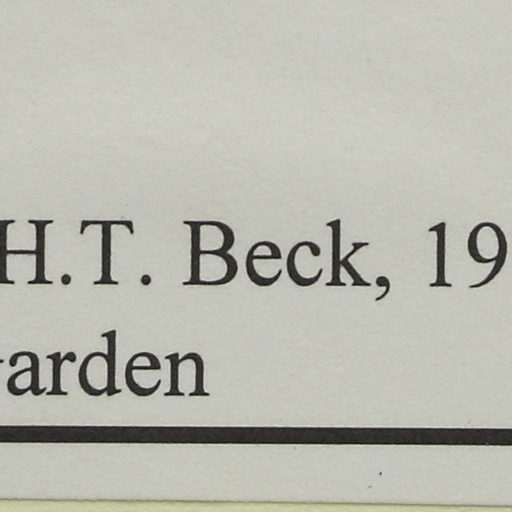 H.T. Beck, 19
arden